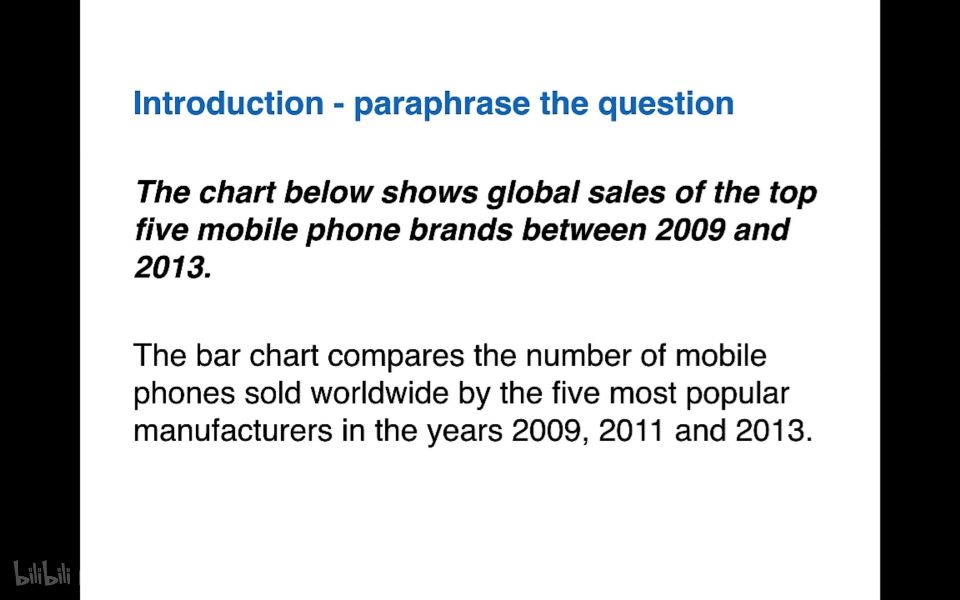 Introduction - paraphrase the question
The chart below shows global sales of the top
five mobile phone brands between 2009 and
2013.
The bar chart compares the number of mobile
phones sold worldwide by the five most popular
manufacturers in the years 2009, 2011 and 2013.
bilibili